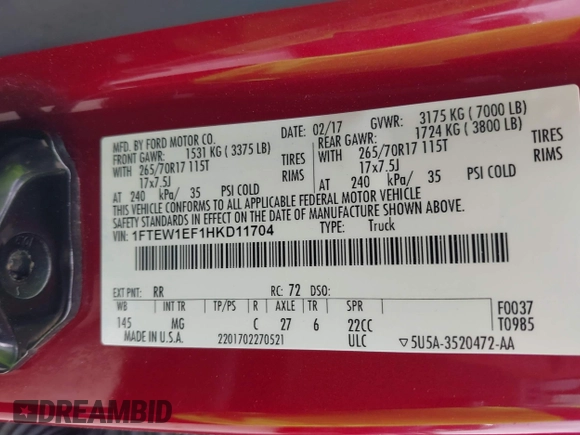 MFD. BY FORD MOTOR CO.
DATE: 02/17 GVWR: 3175 KG ( 7000 LB)
FRONT GAWR: 1531 KG ( 3375 LB) REAR GAWR: 1724 KG ( 3800 LB)
WITH 265/70R17 115T TIRES WITH 265/70R17 115T TIRES
17x7.5J RIMS 17x7.5J RIMS
AT 240 kPa/ 35 PSI COLD AT 240 kPa/ 35 PSI COLD
THIS VEHICLE CONFORMS TO ALL APPLICABLE FEDERAL MOTOR VEHICLE
SAFETY STANDARDS IN EFFECT ON THE DATE OF MANUFACTURE SHOWN ABOVE.
VIN: 1FTEW1EF1HKD11704 TYPE: Truck
EXT PNT: RR RC: 72 DSO:
WB INT TR TP/PS R AXLE TR SPR F0037
145 MG C 27 6 22CC T0985
MADE IN U.S.A. 2201702270521 ULC ▽5U5A-3520472-AA
DREAMBID